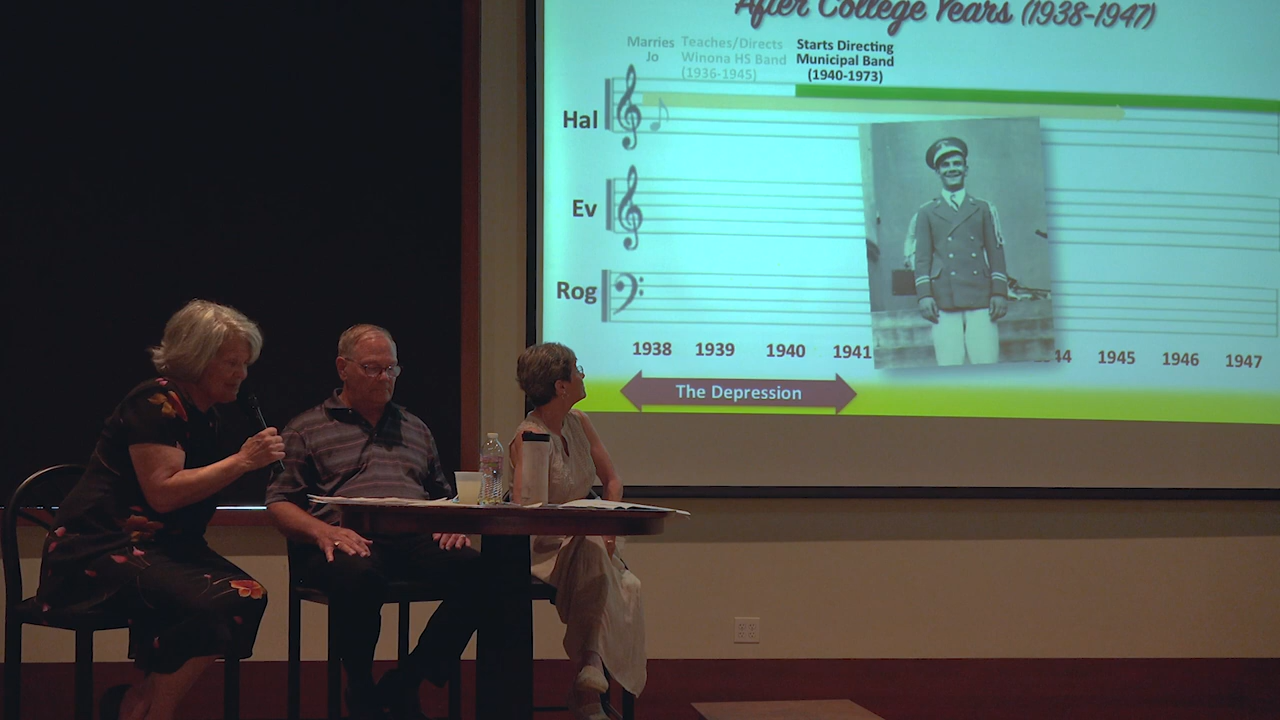 After College Years (1938-1947)
Marries
Jo
Teaches/Directs
Winona HS Band
(1936-1945)
Starts Directing
Municipal Band
(1940-1973)
Hal
Ev
Rog
1938 1939 1940 1941 44 1945 1946 1947
The Depression